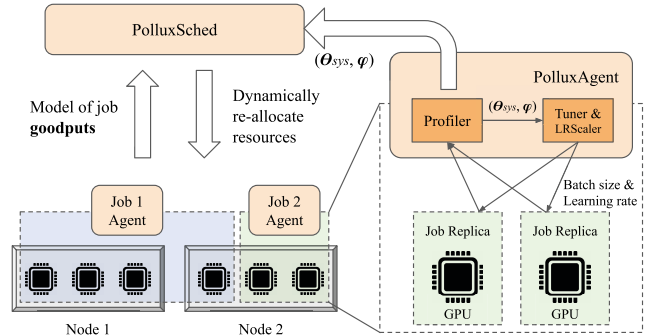 PolluxSched
(θsys, φ)
PolluxAgent
Model of job
goodputs
Dynamically
re-allocate
resources
Profiler
(θsys, φ)
Tuner &
LRScaler
Batch size &
Learning rate
Job 1
Agent
Job 2
Agent
Job Replica
GPU
Job Replica
GPU
Node 1
Node 2